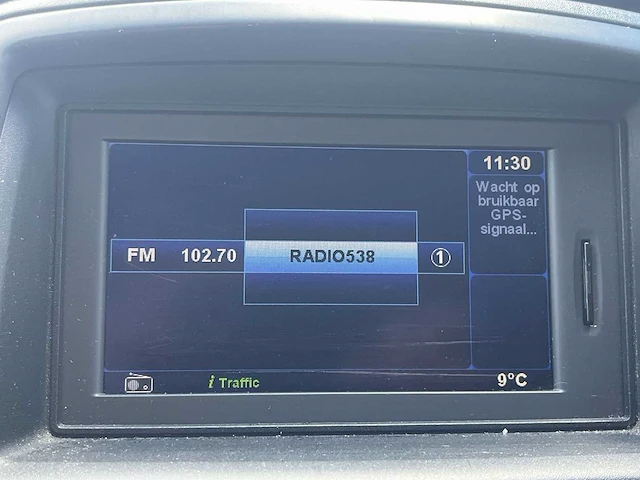 11:30
Wacht op
bruikbaar
GPS-
signaal...
FM 102.70 RADIO538 1
i Traffic
9°C